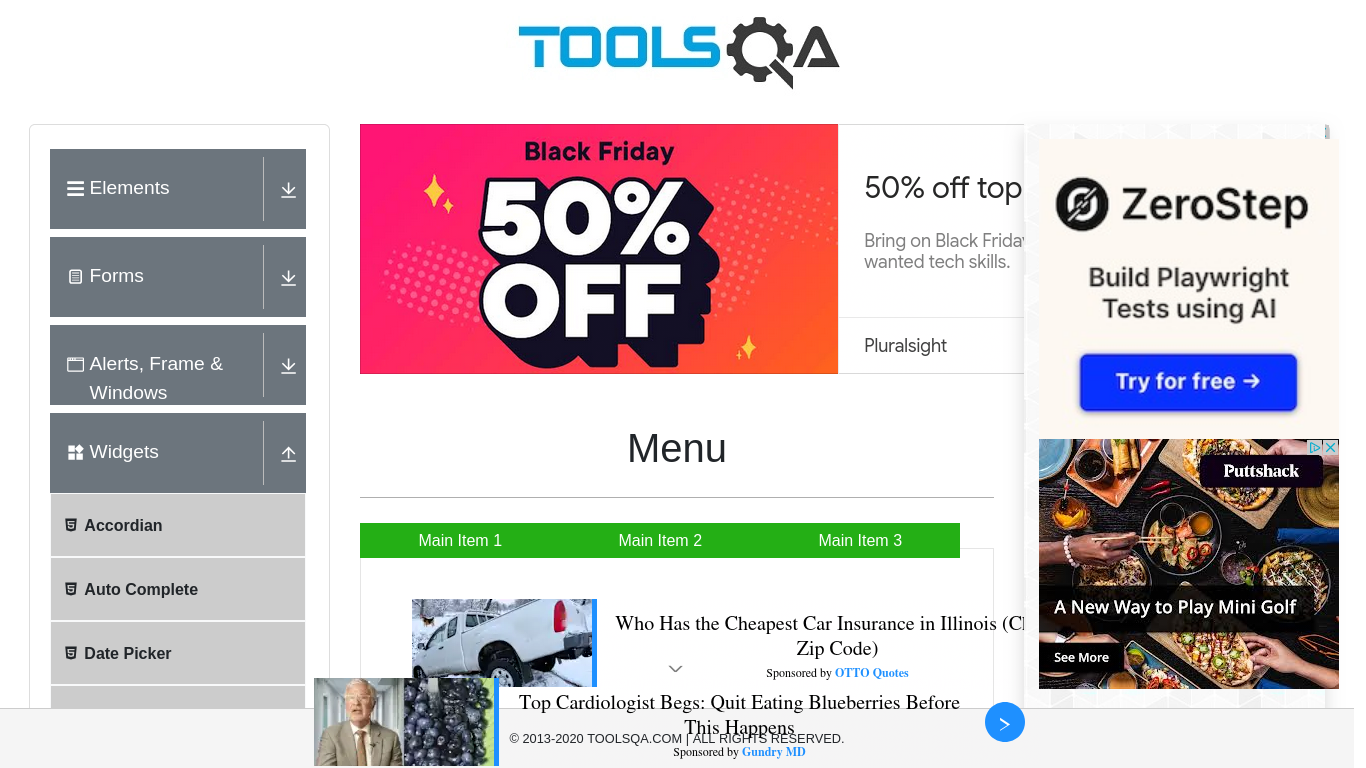 TOOLSQA
Elements
Forms
Alerts, Frame &
Windows
Widgets
Accordian
Auto Complete
Date Picker
Black Friday
50%
OFF
50% off top
Bring on Black Friday
wanted tech skills.
Pluralsight
ZeroStep
Build Playwright
Tests using AI
Try for free →
Menu
Main Item 1
Main Item 2
Main Item 3
Puttshack
A New Way to Play Mini Golf
See More
Who Has the Cheapest Car Insurance in Illinois (
Zip Code)
Sponsored by OTTO Quotes
Top Cardiologist Begs: Quit Eating Blueberries Before
This Happens
Sponsored by Gundry MD
© 2013-2020 TOOLSQA.COM | ALL RIGHTS RESERVED.